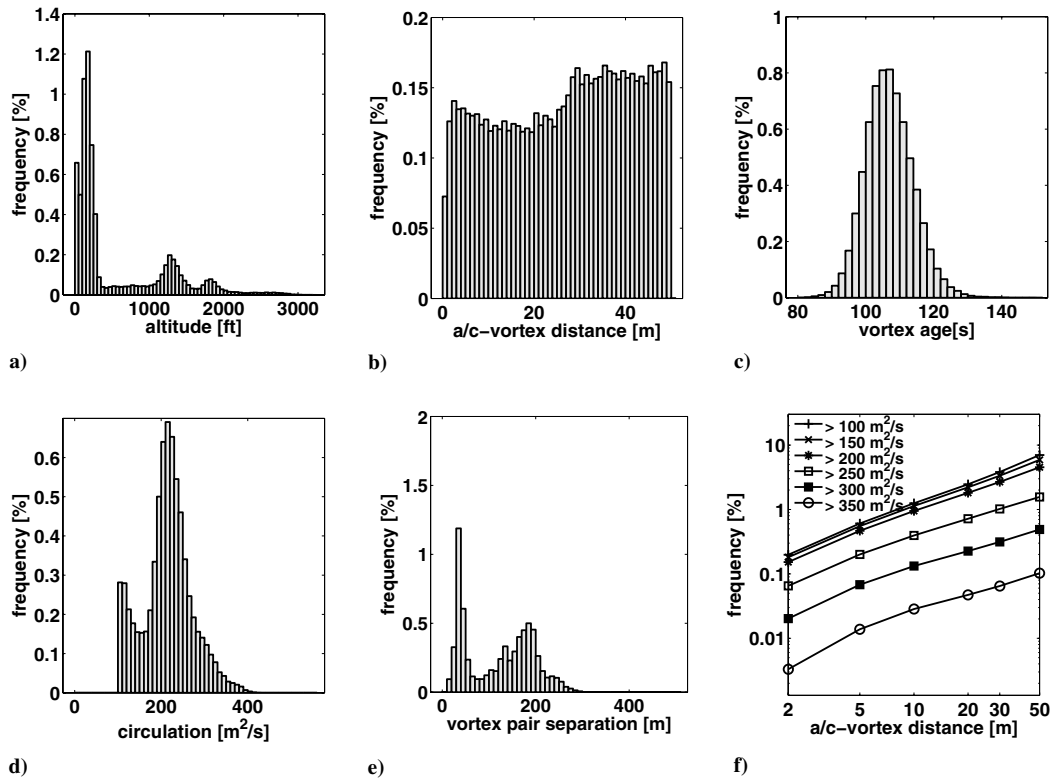 1.4
1.2
1
0.8
0.6
0.4
0.2
0
frequency [%]
0 1000 2000 3000
altitude [ft]
a)
0.2
0.15
0.1
0.05
0
frequency [%]
0 20 40
a/c−vortex distance [m]
b)
1
0.8
0.6
0.4
0.2
0
frequency [%]
80 100 120 140
vortex age[s]
c)
0.6
0.5
0.4
0.3
0.2
0.1
0
frequency [%]
0 200 400
circulation [m²/s]
d)
2
1.5
1
0.5
0
frequency [%]
0 200 400
vortex pair separation [m]
e)
> 100 m²/s
> 150 m²/s
> 200 m²/s
> 250 m²/s
> 300 m²/s
> 350 m²/s
10
1
0.1
0.01
frequency [%]
2 5 10 20 30 50
a/c−vortex distance [m]
f)